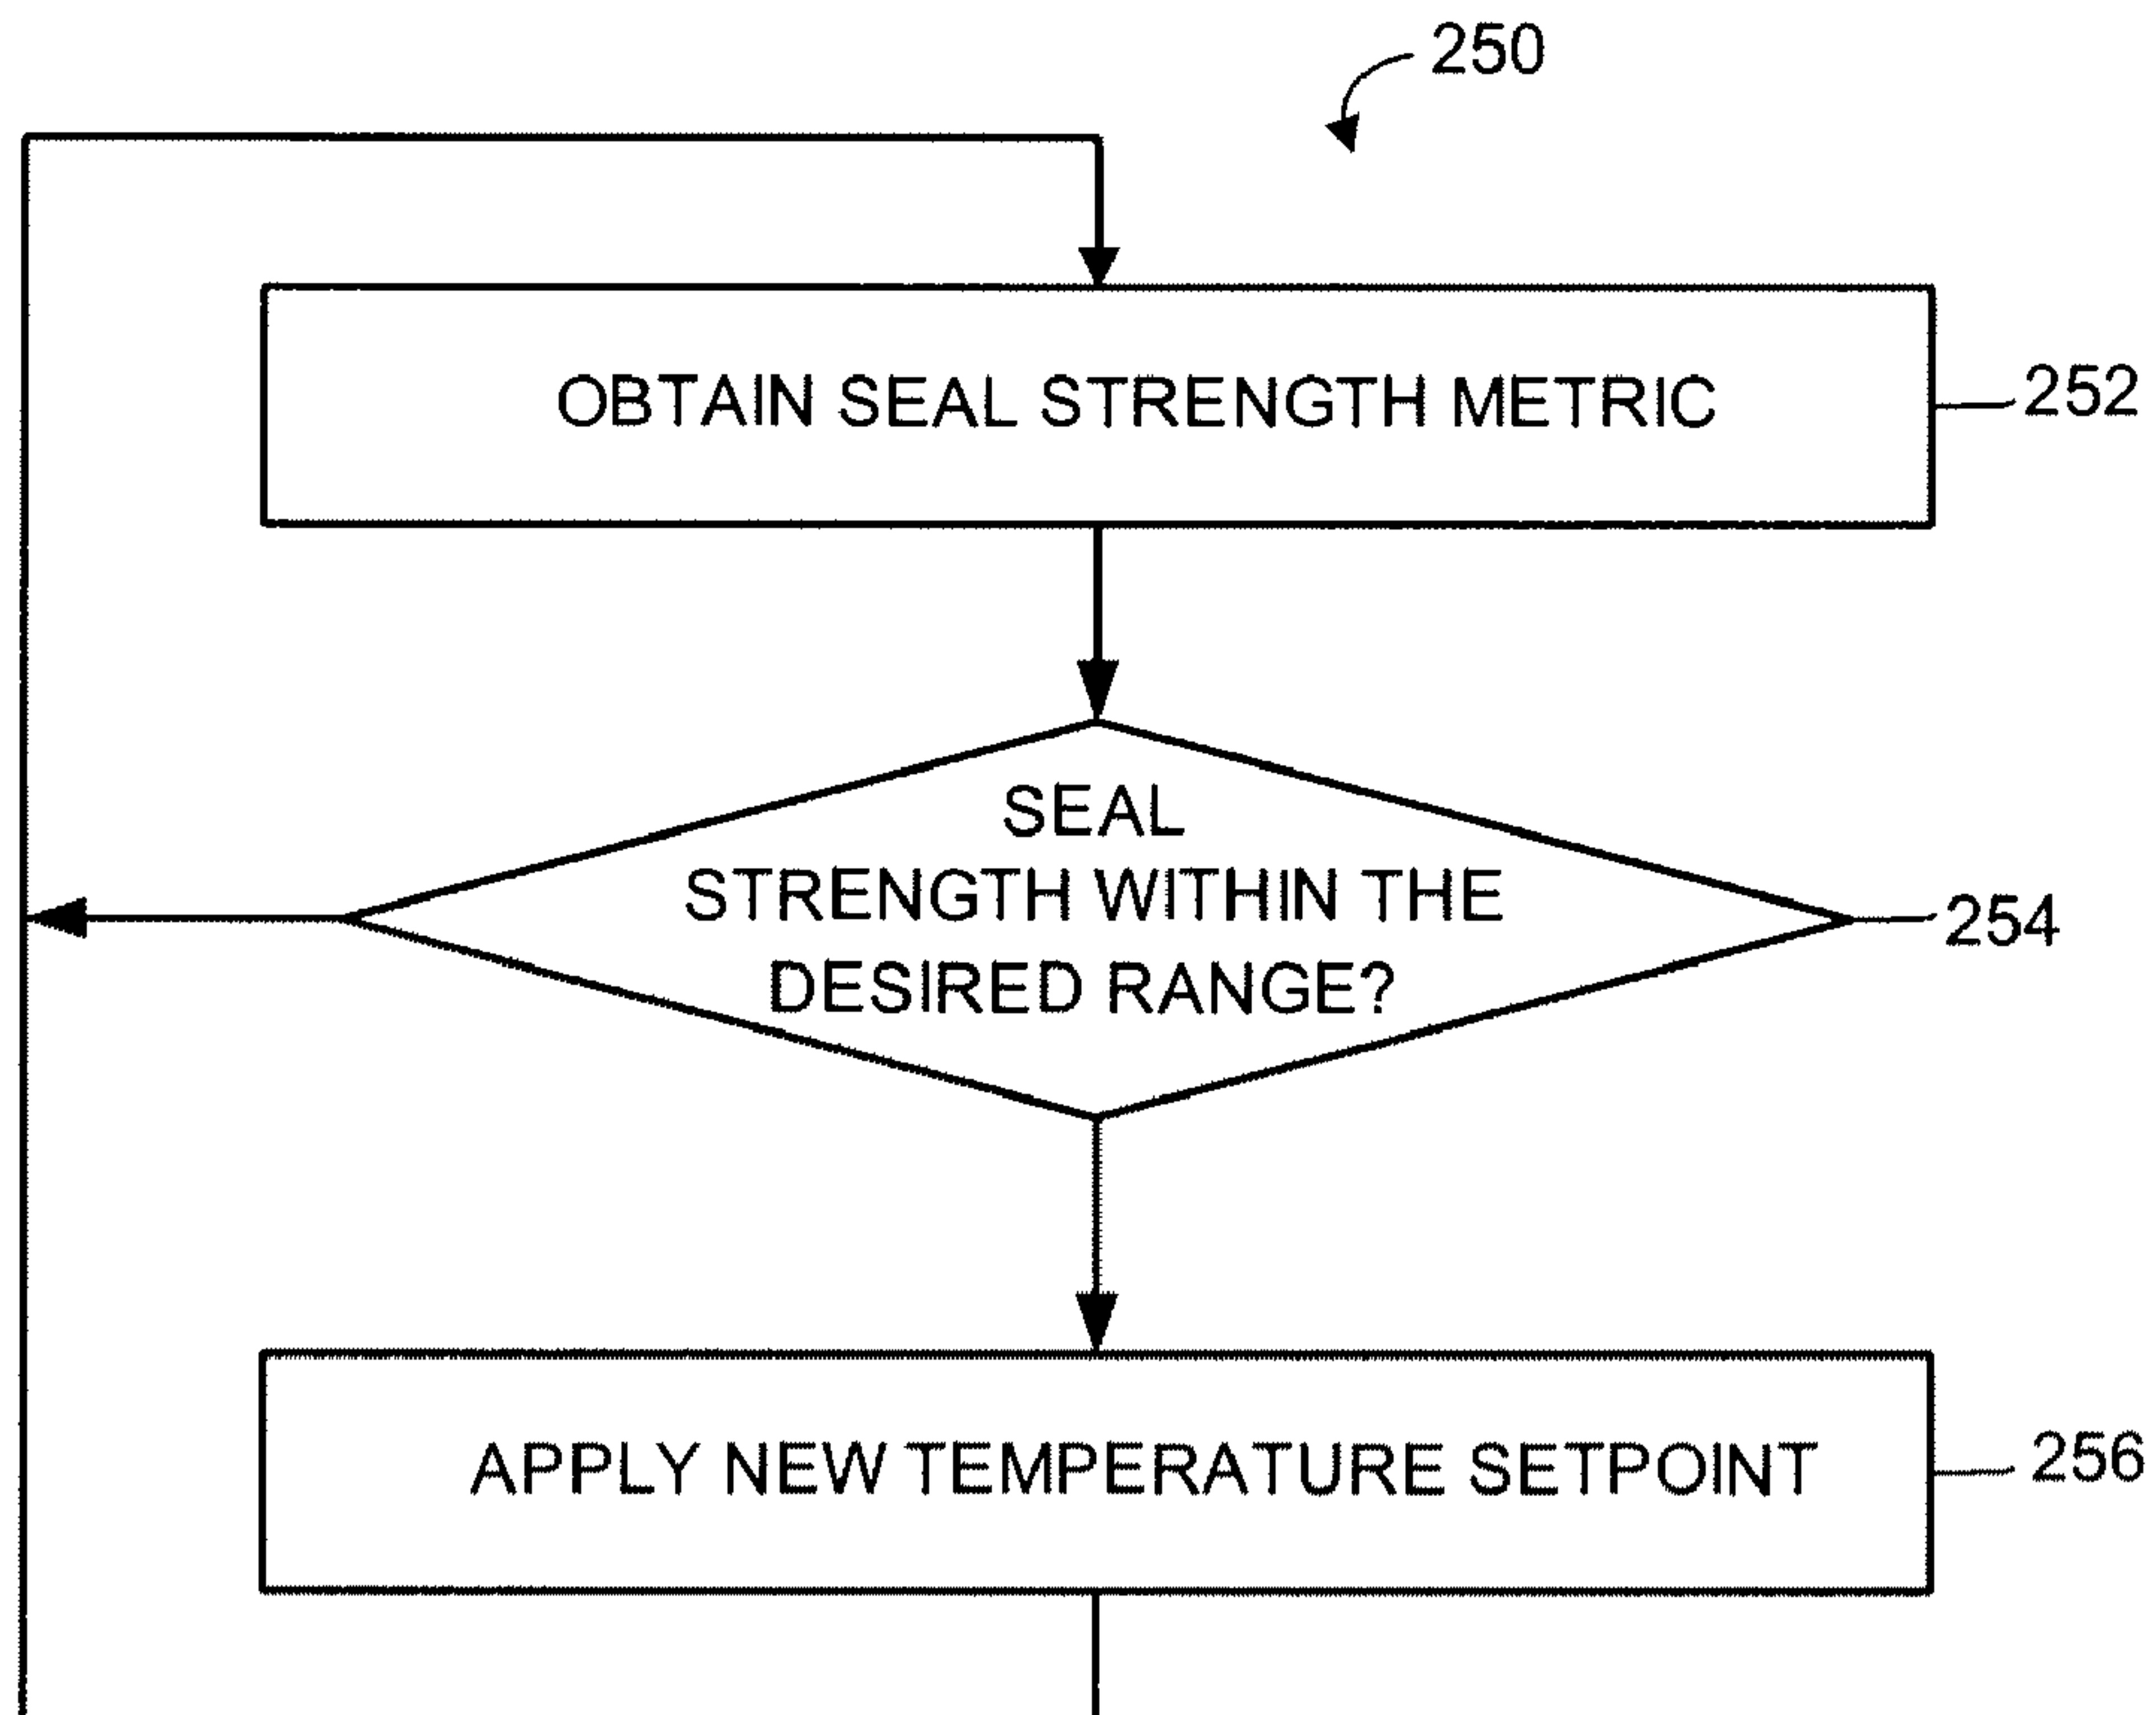 250
OBTAIN SEAL STRENGTH METRIC
252
SEAL
STRENGTH WITHIN THE
DESIRED RANGE?
254
APPLY NEW TEMPERATURE SETPOINT
256